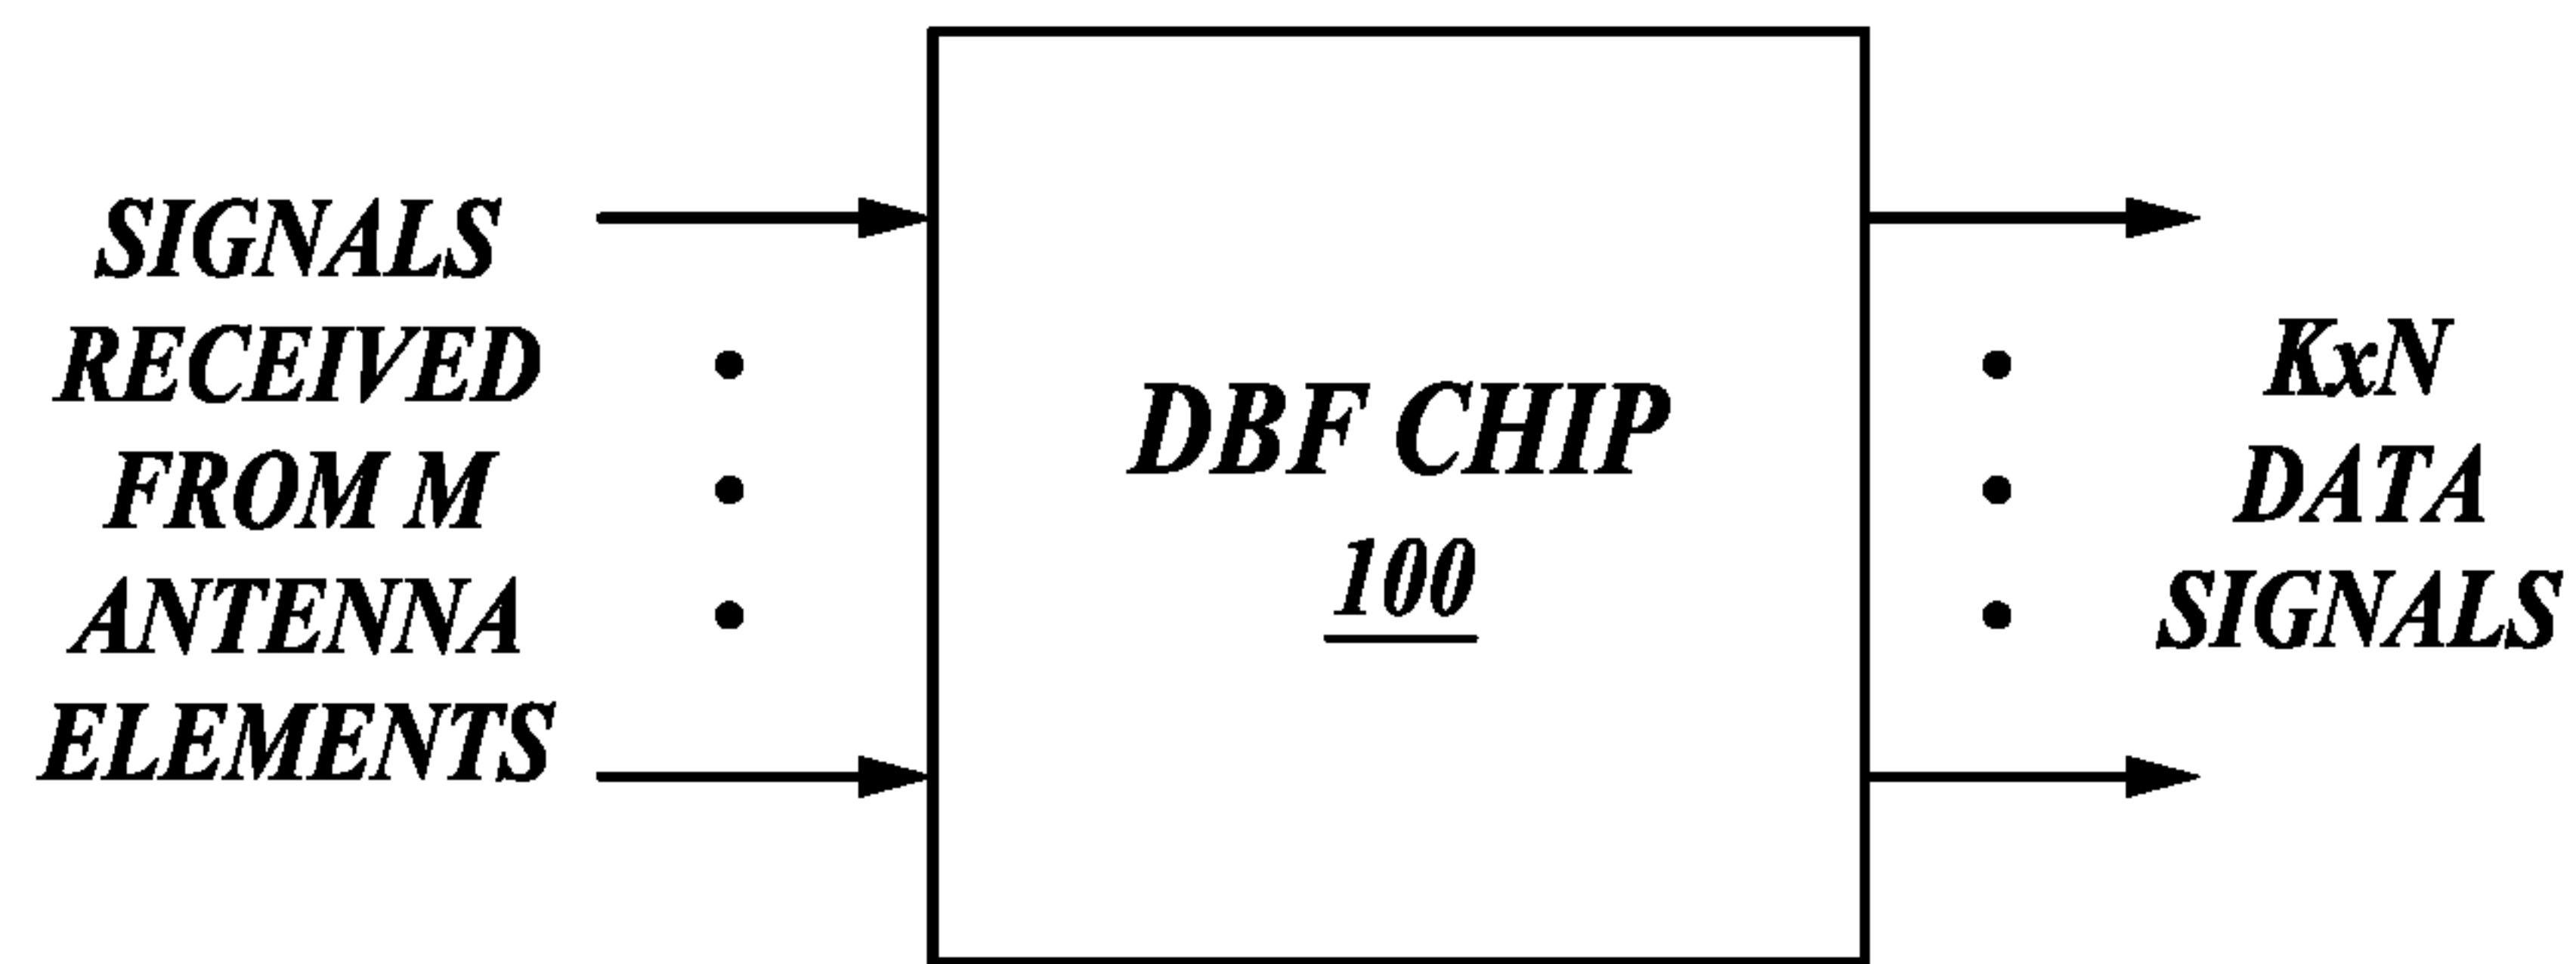 SIGNALS
RECEIVED
FROM M
ANTENNA
ELEMENTS
DBF CHIP
100
KxN
DATA
SIGNALS